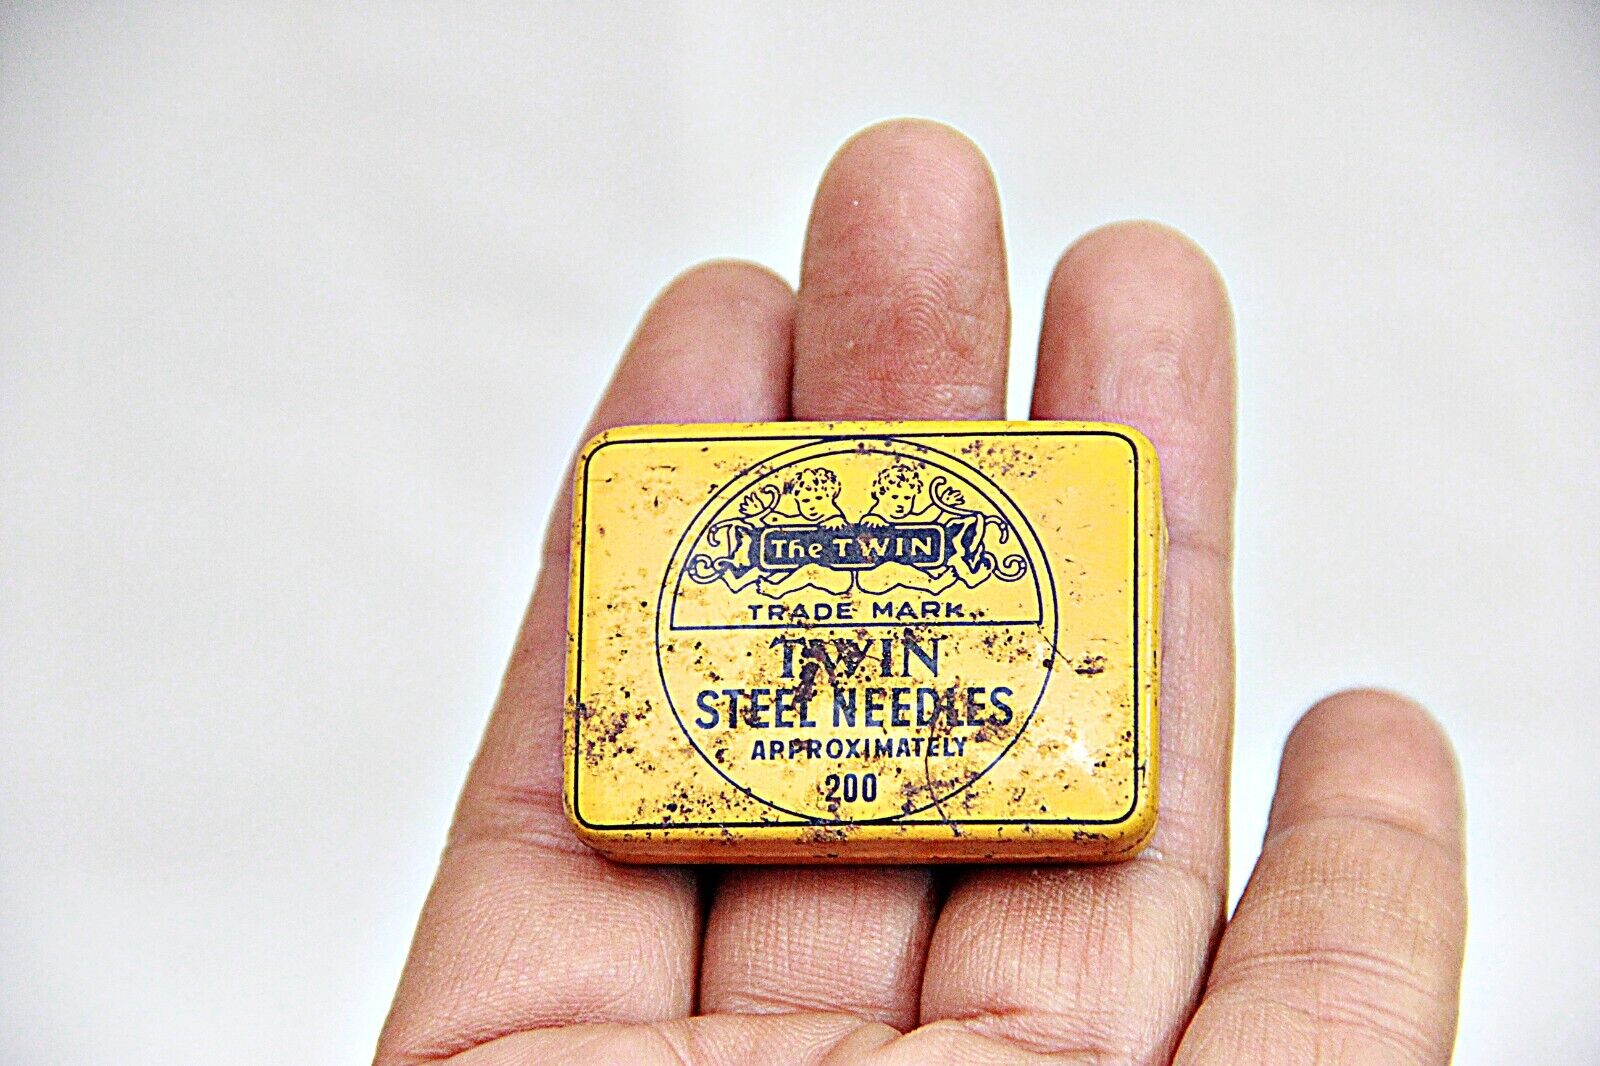 The TWIN
TRADE MARK
TWIN
STEEL NEEDLES
APPROXIMATELY
200